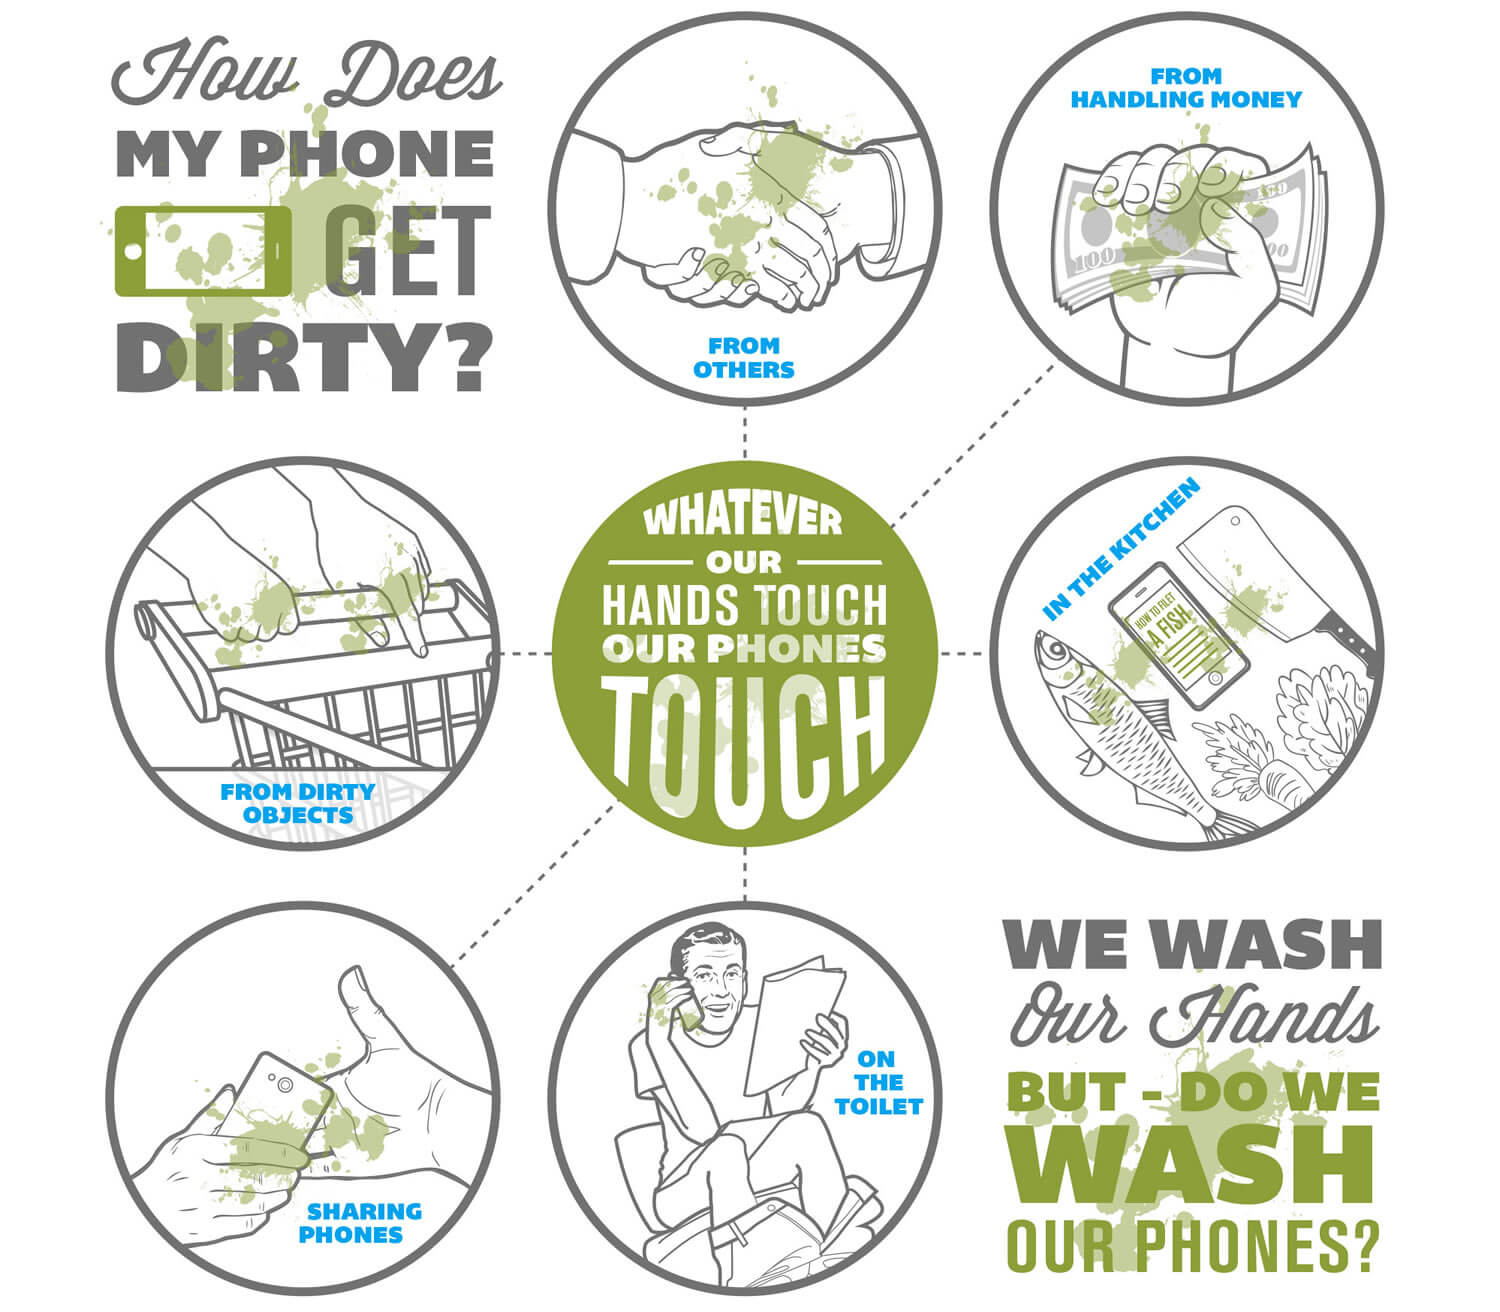 How Does
MY PHONE
GET
DIRTY?
FROM
OTHERS
FROM
HANDLING MONEY
100
100
FROM DIRTY
OBJECTS
WHATEVER
OUR
HANDS TOUCH
OUR PHONES
TOUCH
IN THE KITCHEN
HOW TO FILET
A FISH
SHARING
PHONES
ON
THE
TOILET
WE WASH
Our Hands
BUT - DO WE
WASH
OUR PHONES?